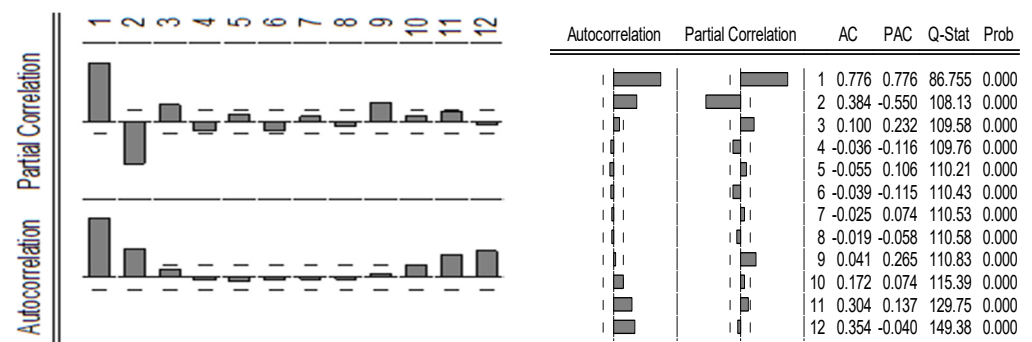 1 2 3 4 5 6 7 8 9 10 11 12
Partial Correlation
Autocorrelation
Autocorrelation Partial Correlation AC PAC Q-Stat Prob
1 0.776 0.776 86.755 0.000
2 0.384 -0.550 108.13 0.000
3 0.100 0.232 109.58 0.000
4 -0.036 -0.116 109.76 0.000
5 -0.055 0.106 110.21 0.000
6 -0.039 -0.115 110.43 0.000
7 -0.025 0.074 110.53 0.000
8 -0.019 -0.058 110.58 0.000
9 0.041 0.265 110.83 0.000
10 0.172 0.074 115.39 0.000
11 0.304 0.137 129.75 0.000
12 0.354 -0.040 149.38 0.000